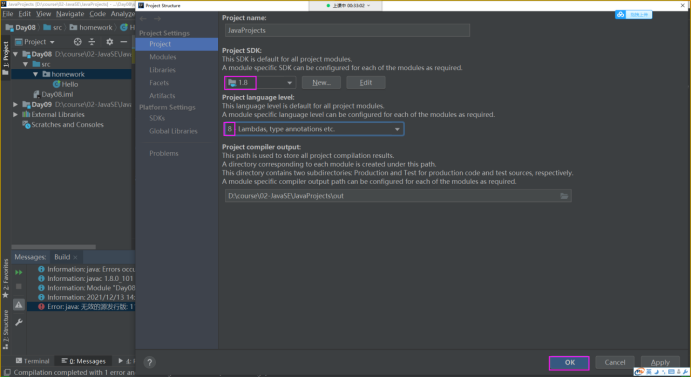 JavaProjects
Project Structure
上课中 00:53:02
File Edit View Navigate Code Analyze
Day08 src homework
Project
Day08 D:\course\02-JavaSE\Java
src
homework
Hello
Day08.iml
Day09 D:\course\02-JavaSE\Java
External Libraries
Scratches and Consoles
1: Project
Project Settings
Project
Modules
Libraries
Facets
Artifacts
Platform Settings
SDKs
Global Libraries
Problems
Project name:
JavaProjects
Project SDK:
This SDK is default for all project modules.
A module specific SDK can be configured for each of the modules as required.
1.8 New... Edit
Project language level:
This language level is default for all project modules.
A module specific language level can be configured for each of the modules as required.
8 Lambdas, type annotations etc.
Project compiler output:
This path is used to store all project compilation results.
A directory corresponding to each module is created under this path.
This directory contains two subdirectories: Production and Test for production code and test sources, respectively.
A module specific compiler output path can be configured for each of the modules as required.
D:\course\02-JavaSE\JavaProjects\out
Messages: Build
Information: java: Errors occu
Information: javac 1.8.0_101
Information: Module "Day08
Information: 2021/12/13 14:
Error: java: 无效的源发行版: 1
2: Favorites
Z: Structure
Terminal 0: Messages 4:
Compilation completed with 1 error and
? OK Cancel Apply
英